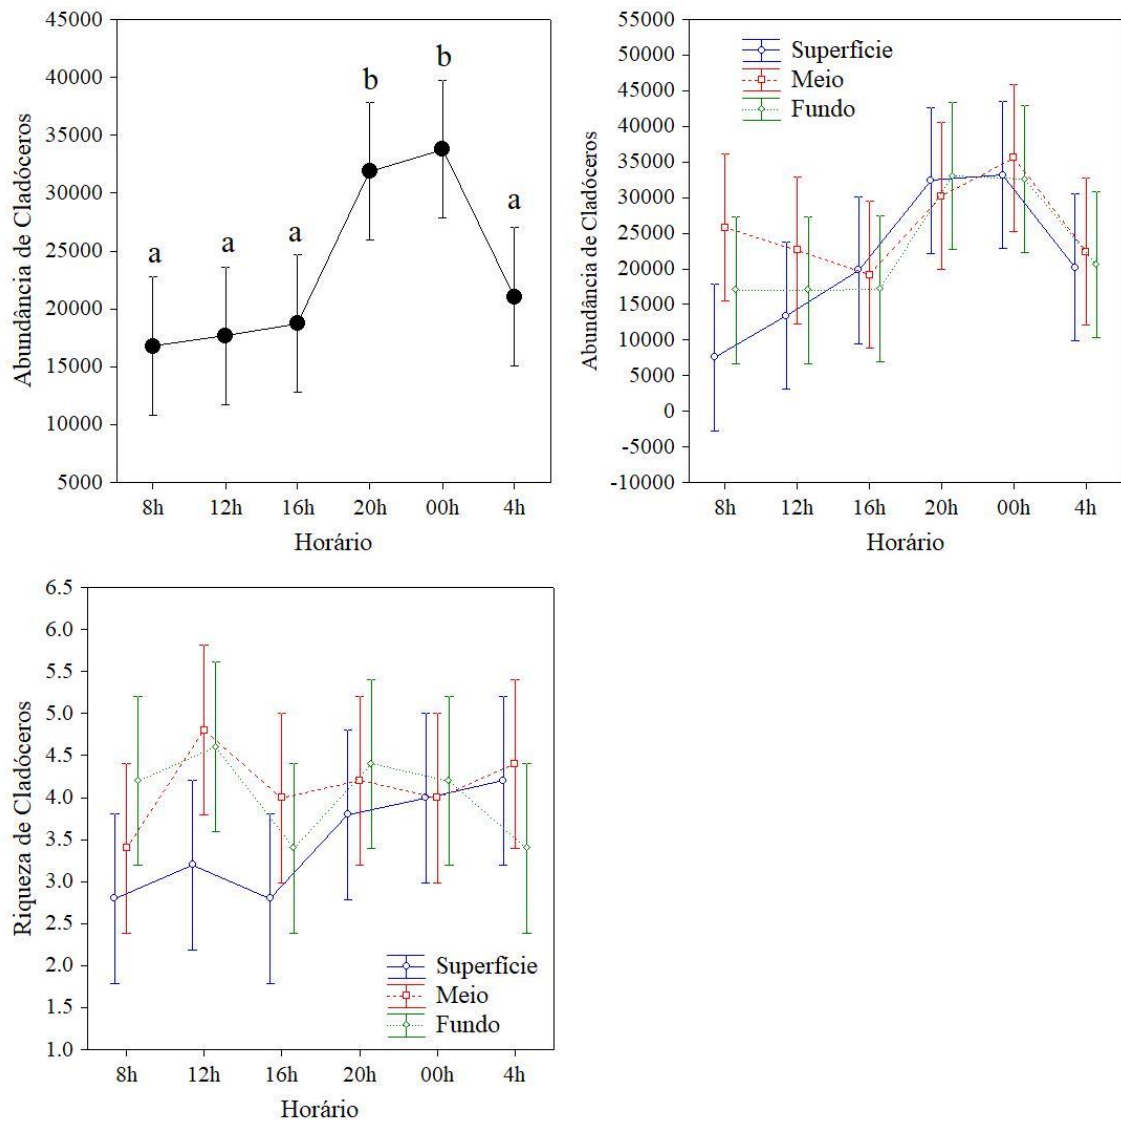 45000
40000
35000
30000
25000
20000
15000
10000
5000
Abundância de Cladóceros
a
a
a
b
b
a
8h 12h 16h 20h 00h 4h
Horário
55000
50000
45000
40000
35000
30000
25000
20000
15000
10000
5000
0
-5000
-10000
Abundância de Cladóceros
Superfície
Meio
Fundo
8h 12h 16h 20h 00h 4h
Horário
6.5
6.0
5.5
5.0
4.5
4.0
3.5
3.0
2.5
2.0
1.5
1.0
Riqueza de Cladóceros
Superfície
Meio
Fundo
8h 12h 16h 20h 00h 4h
Horário